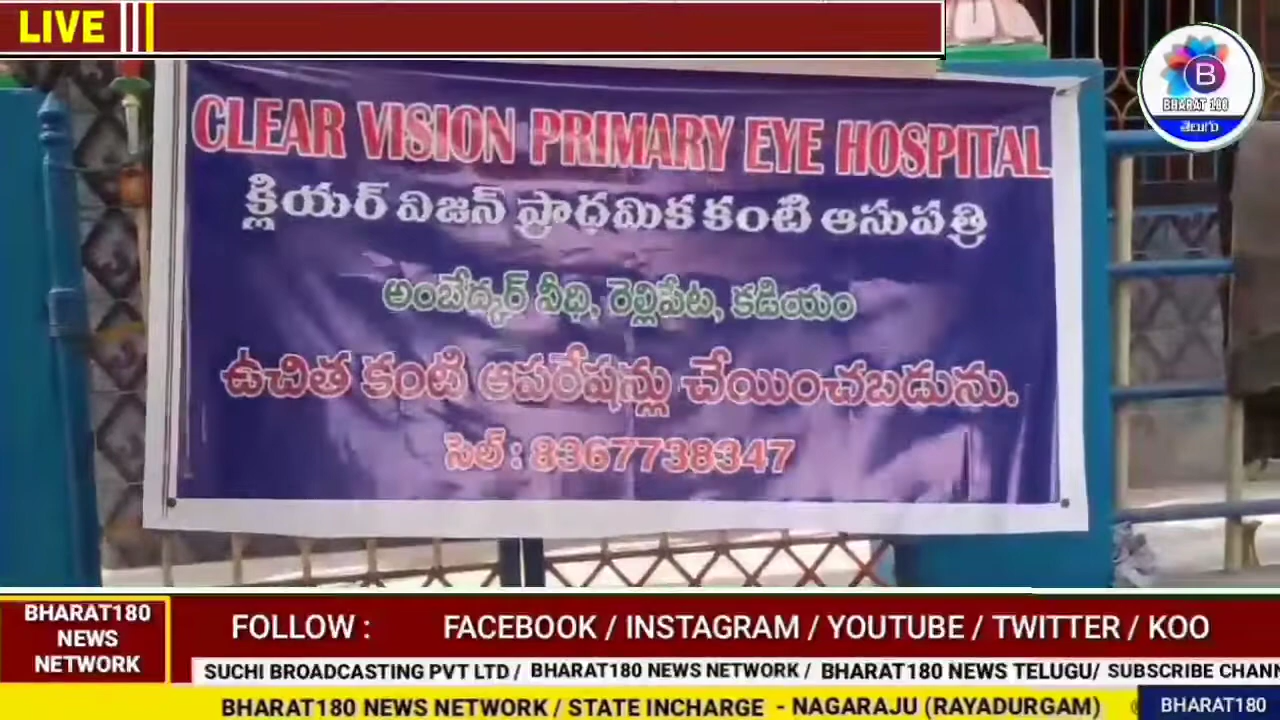 LIVE
B
BHARAT 180
తెలుగు
CLEAR VISION PRIMARY EYE HOSPITAL
క్లియర్ విజన్ ప్రాధమిక కంటి ఆసుపత్రి
అంబేద్కర్ వీధి, రెల్లిపేట, కడియం
ఉచిత కంటి ఆపరేషన్లు చేయించబడును.
సెల్ : 8367738347
BHARAT180 NEWS NETWORK
FOLLOW : FACEBOOK / INSTAGRAM / YOUTUBE / TWITTER / KOO
SUCHI BROADCASTING PVT LTD / BHARAT180 NEWS NETWORK / BHARAT180 NEWS TELUGU/ SUBSCRIBE CHANN
BHARAT180 NEWS NETWORK / STATE INCHARGE - NAGARAJU (RAYADURGAM)
BHARAT180